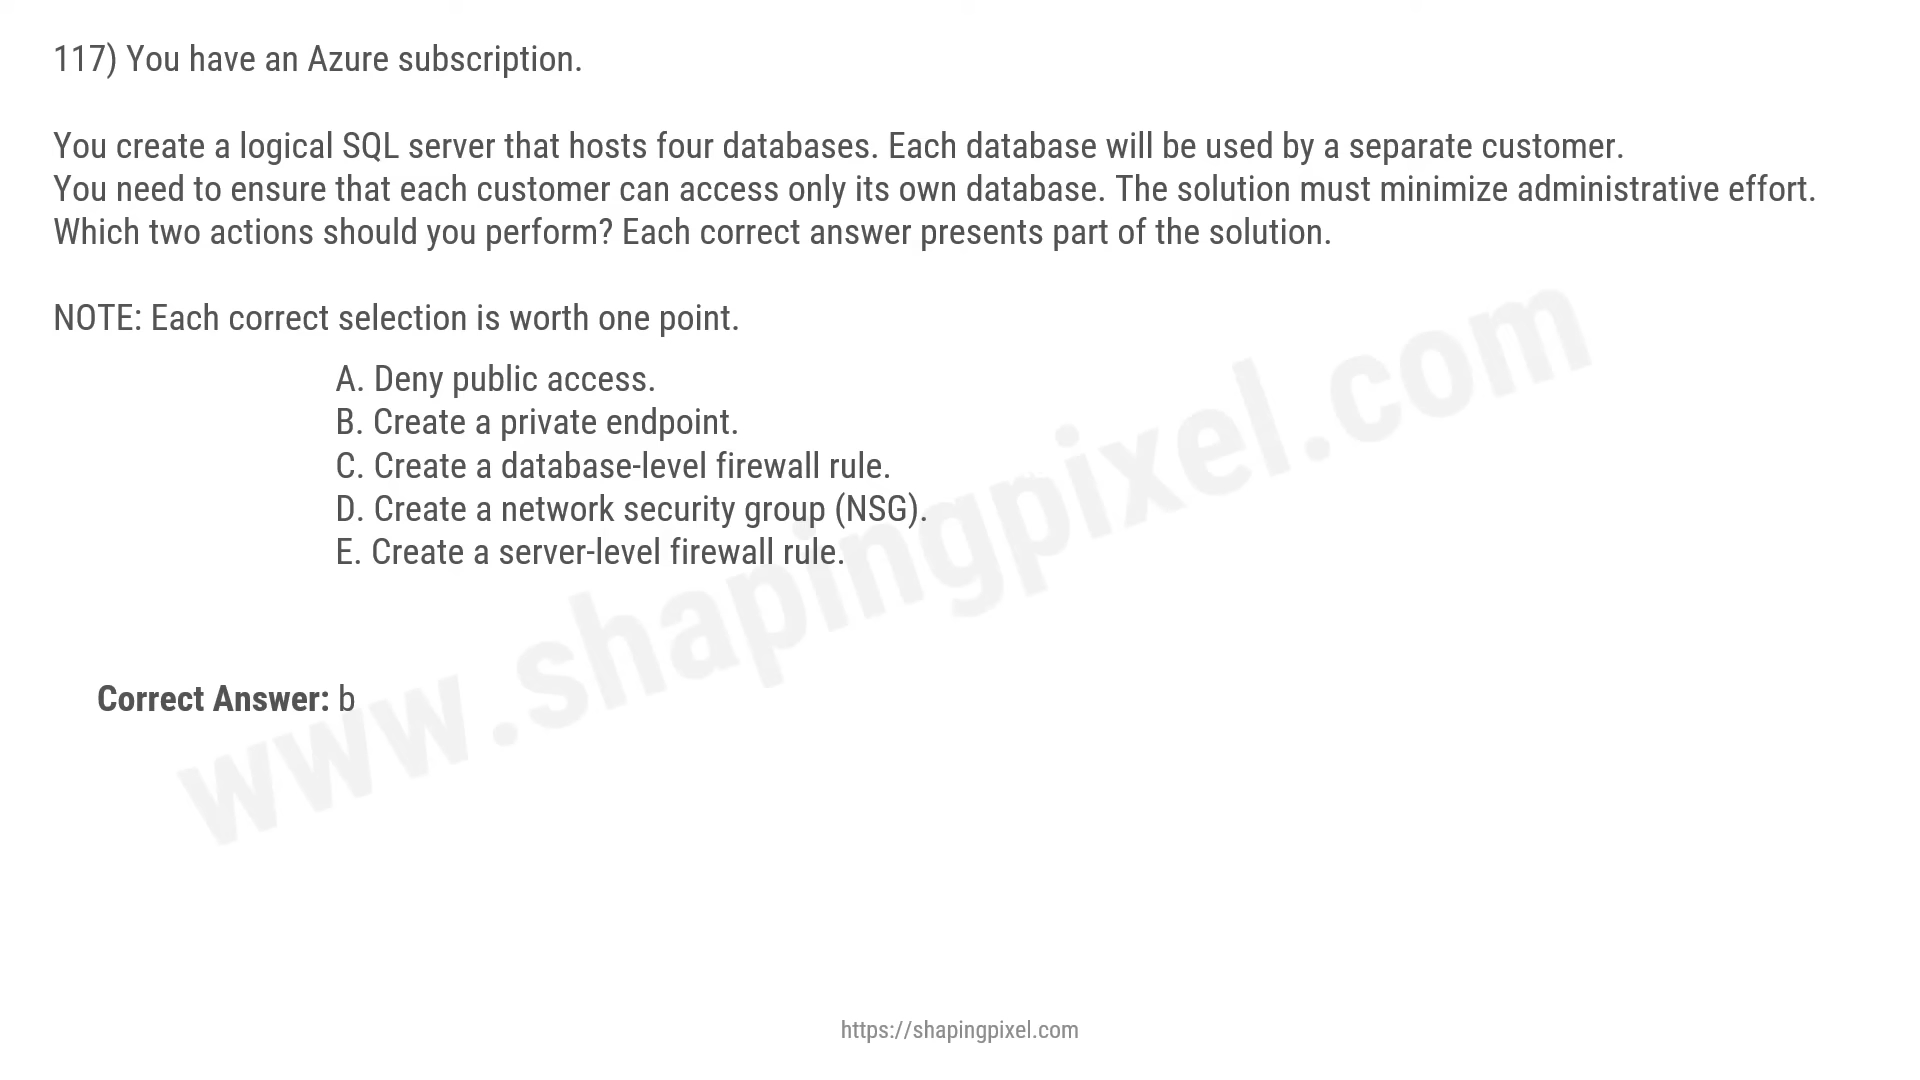 117) You have an Azure subscription.
You create a logical SQL server that hosts four databases. Each database will be used by a separate customer.
You need to ensure that each customer can access only its own database. The solution must minimize administrative effort.
Which two actions should you perform? Each correct answer presents part of the solution.
NOTE: Each correct selection is worth one point.
A. Deny public access.
B. Create a private endpoint.
C. Create a database-level firewall rule.
D. Create a network security group (NSG).
E. Create a server-level firewall rule.
www.shapingpixel.com
Correct Answer: b
https://shapingpixel.com